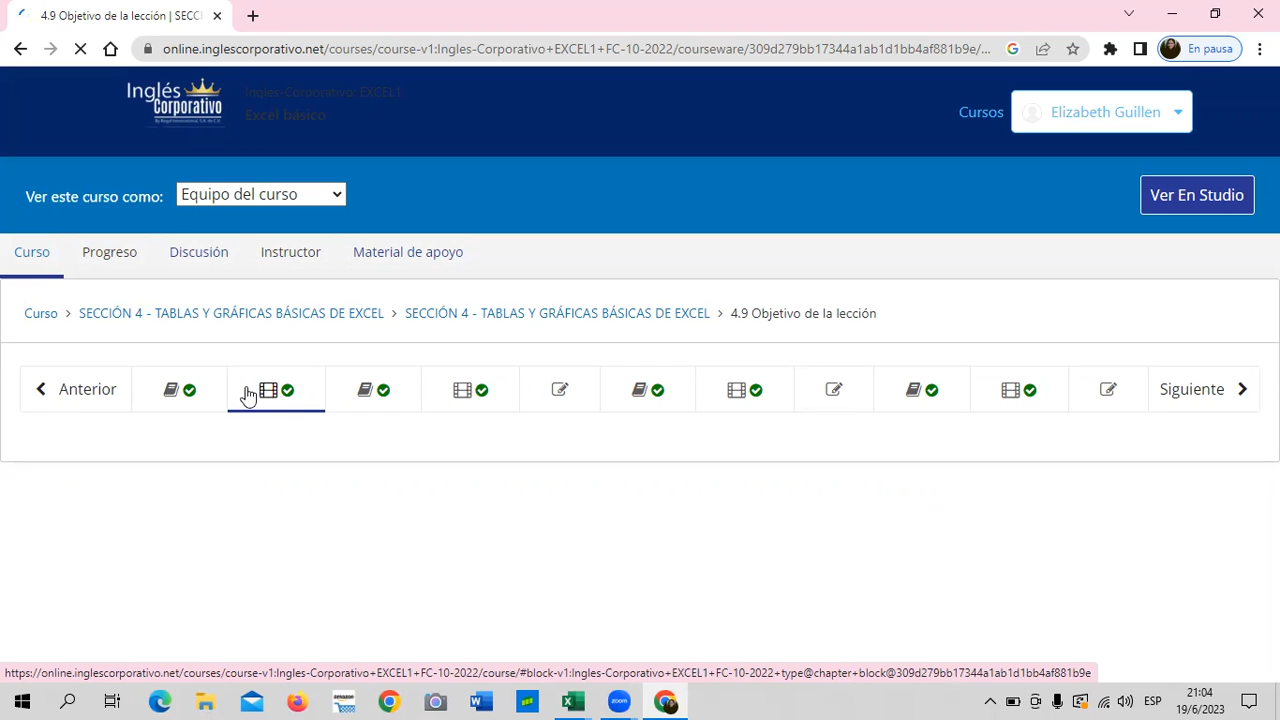 4.9 Objetivo de la lección | SECCI
online.inglescorporativo.net/courses/course-v1:Ingles-Corporativo+EXCEL1+FC-10-2022/courseware/309d279bb17344a1ab1d1bb4af881b9e/...
En pausa
Inglés
Corporativo
Ingles-Corporativo: EXCEL1
Excel básico
Cursos
Elizabeth Guillen
Ver este curso como:
Equipo del curso
Ver En Studio
Curso
Progreso
Discusión
Instructor
Material de apoyo
Curso > SECCIÓN 4 - TABLAS Y GRÁFICAS BÁSICAS DE EXCEL > SECCIÓN 4 - TABLAS Y GRÁFICAS BÁSICAS DE EXCEL > 4.9 Objetivo de la lección
Anterior
Siguiente
https://online.inglescorporativo.net/courses/course-v1:Ingles-Corporativo+EXCEL1+FC-10-2022/course/#block-v1:Ingles-Corporativo+EXCEL1+FC-10-2022+type@chapter+block@309d279bb17344a1ab1d1bb4af881b9e
ESP
21:04
19/6/2023